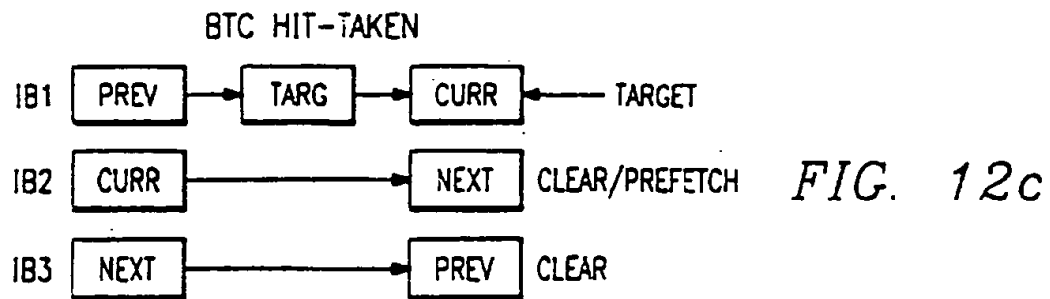 BTC HIT-TAKEN
IB1 PREV TARG CURR TARGET
IB2 CURR NEXT CLEAR/PREFETCH
IB3 NEXT PREV CLEAR
FIG. 12c